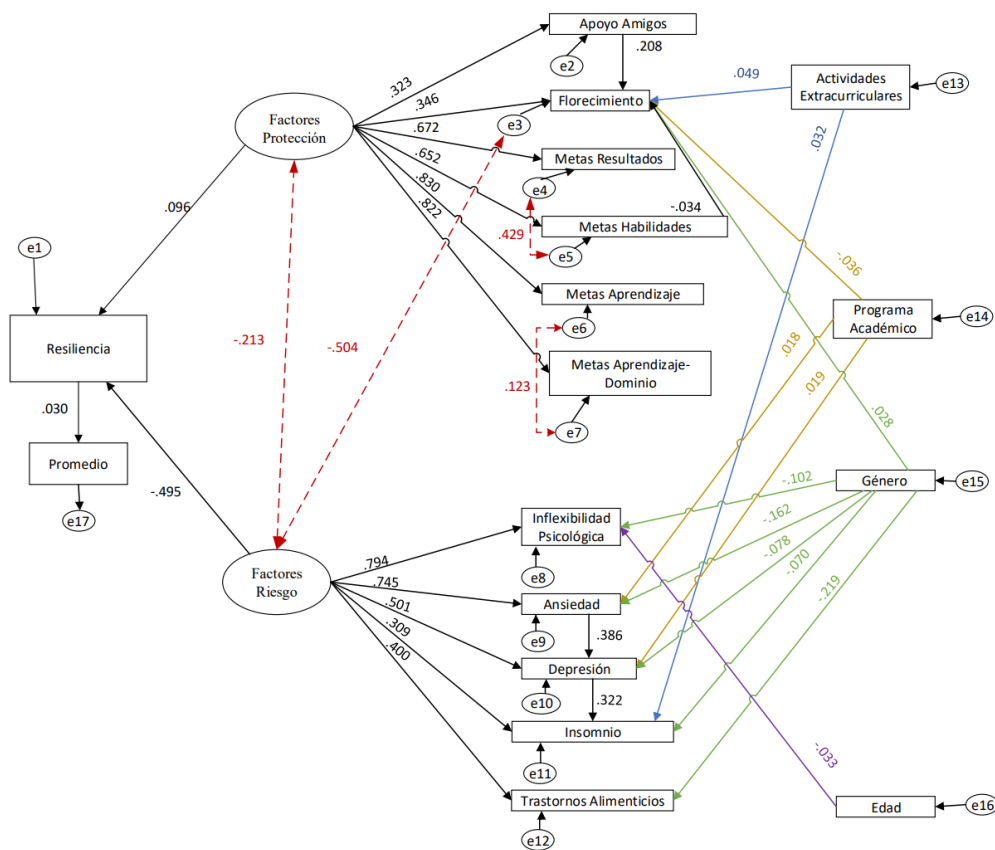 Apoyo Amigos
.208
e2
.323
.049
Actividades
Extracurriculares
e13
.346
Florecimiento
e3
Factores
Protección
.672
.032
.652
Metas Resultados
e4
.830
.822
-.034
.096
.429
Metas Habilidades
e5
e1
-.036
Metas Aprendizaje
e6
Programa
Académico
e14
Resiliencia
-.213
-.504
.018
.019
Metas Aprendizaje-
Dominio
.123
e7
.030
.028
Promedio
e17
-.495
-.102
Género
e15
Inflexibilidad
Psicológica
-.162
-.078
-.070
-.219
.794
e8
Factores
Riesgo
.745
Ansiedad
e9
.501
.386
.309
Depresión
.400
e10
.322
Insomnio
e11
-.033
Trastornos Alimenticios
e12
Edad
e16